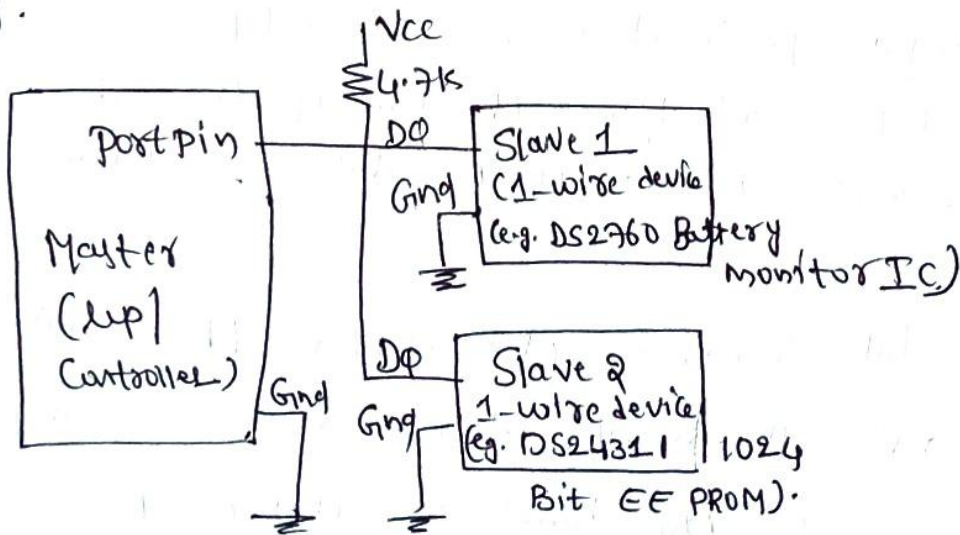 Vcc
4.7K
Port pin
DQ
Slave 1
(1-wire device
(e.g. DS2760 Battery
monitor IC)
Gnd
Master
(μp/
Controller)
Gnd
DQ
Slave 2
1-wire device
(eg. DS2431 1024
Bit EE PROM).
Gnd